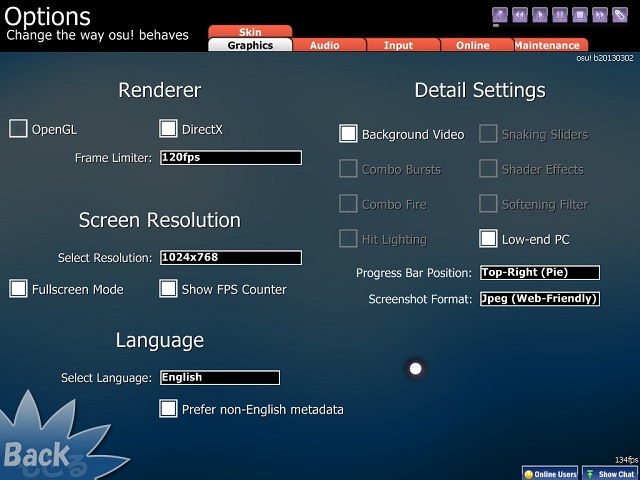 Options
Change the way osu! behaves
Skin
Graphics
Audio
Input
Online
Maintenance
osu! b20130302
Renderer
OpenGL
DirectX
Frame Limiter:
120fps
Screen Resolution
Select Resolution:
1024x768
Fullscreen Mode
Show FPS Counter
Language
Select Language:
English
Prefer non-English metadata
Detail Settings
Background Video
Snaking Sliders
Combo Bursts
Shader Effects
Combo Fire
Softening Filter
Hit Lighting
Low-end PC
Progress Bar Position:
Top-Right (Pie)
Screenshot Format:
Jpeg (Web-Friendly)
Back
134fps
Online Users
Show Chat